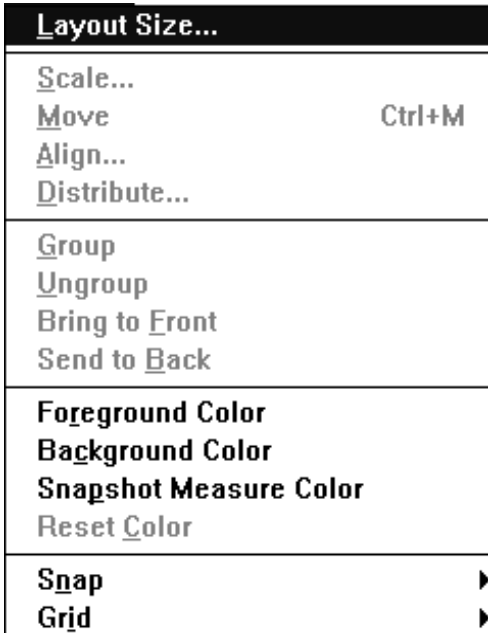 Layout Size...
Scale...
Move Ctrl+M
Align...
Distribute...
Group
Ungroup
Bring to Front
Send to Back
Foreground Color
Background Color
Snapshot Measure Color
Reset Color
Snap
Grid